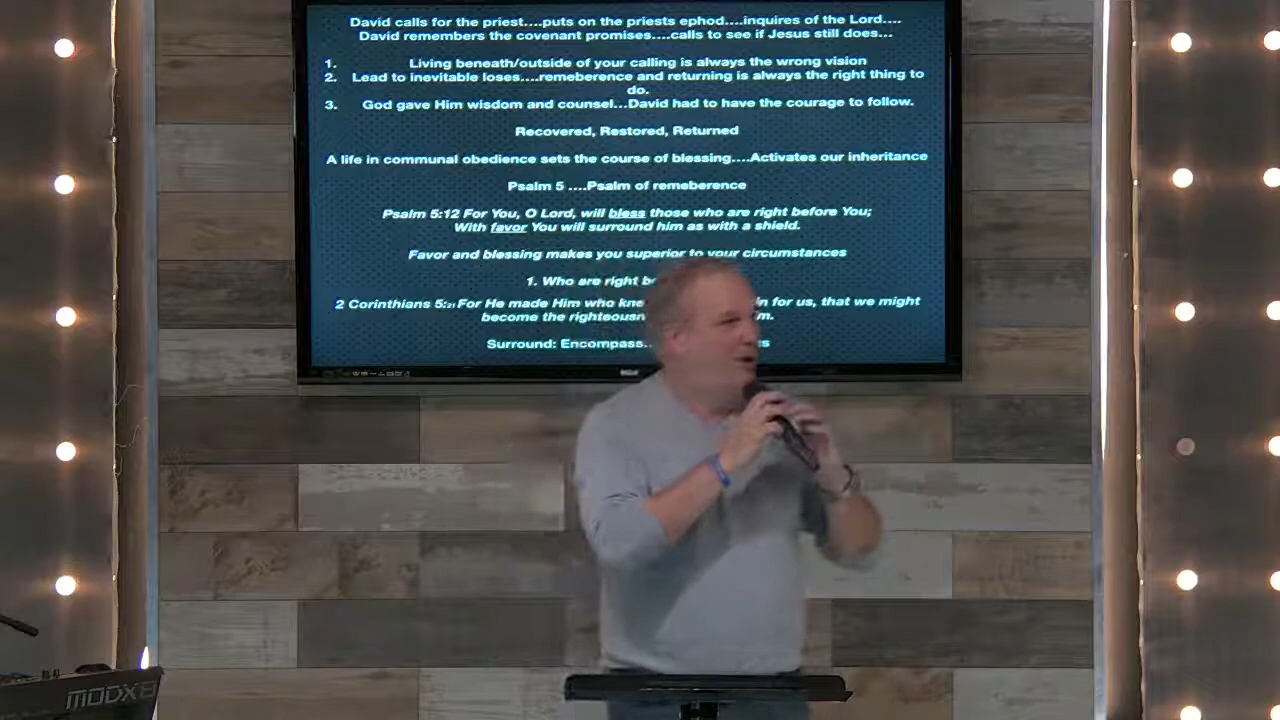 David calls for the priest....puts on the priests ephod....inquires of the Lord....
David remembers the covenant promises....calls to see if Jesus still does...
1. Living beneath/outside of your calling is always the wrong vision
2. Lead to inevitable loses....remeberence and returning is always the right thing to
do.
3. God gave Him wisdom and counsel...David had to have the courage to follow.
Recovered, Restored, Returned
A life in communal obedience sets the course of blessing....Activates our inheritance
Psalm 5 ....Psalm of remeberence
Psalm 5:12 For You, O Lord, will bless those who are right before You;
With favor You will surround him as with a shield.
Favor and blessing makes you superior to your circumstances
1. Who are right
2 Corinthians 5:21 For He made Him who for us, that we might
become the
Surround: Encompass
MODX8